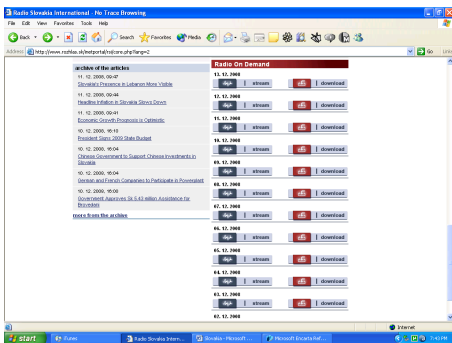 Radio Slovakia International - No Trace Browsing
File Edit View Favorites Tools Help
Back Search Favorites Media
Address http://www.rozhlas.sk/inetportal/rsi/core.php?lang=2 Go Links
archive of the articles
11. 12. 2008, 09:47
Slovakia's Presence in Lebanon More Visible
11. 12. 2008, 09:44
Headline Inflation in Slovakia Slows Down
11. 12. 2008, 09:41
Economic Growth Prognosis is Optimistic
10. 12. 2008, 16:10
President Signs 2009 State Budget
10. 12. 2008, 16:04
Chinese Government to Support Chinese Investments in
Slovakia
10. 12. 2008, 16:04
German and French Companies to Participate in Powerplant
10. 12. 2008, 16:00
Government Approves Sk 5.43 million Assistance for
Breweries
more from the archive
Radio On Demand
13. 12. 2008
stream download
12. 12. 2008
stream download
11. 12. 2008
stream download
10. 12. 2008
stream download
09. 12. 2008
stream download
08. 12. 2008
stream download
07. 12. 2008
stream download
06. 12. 2008
stream download
05. 12. 2008
stream download
04. 12. 2008
stream download
03. 12. 2008
stream download
02. 12. 2008
Internet
start iTunes Radio Slovakia Intern... Slovakia - Microsoft ... Microsoft Encarta Ref... 7:43 PM